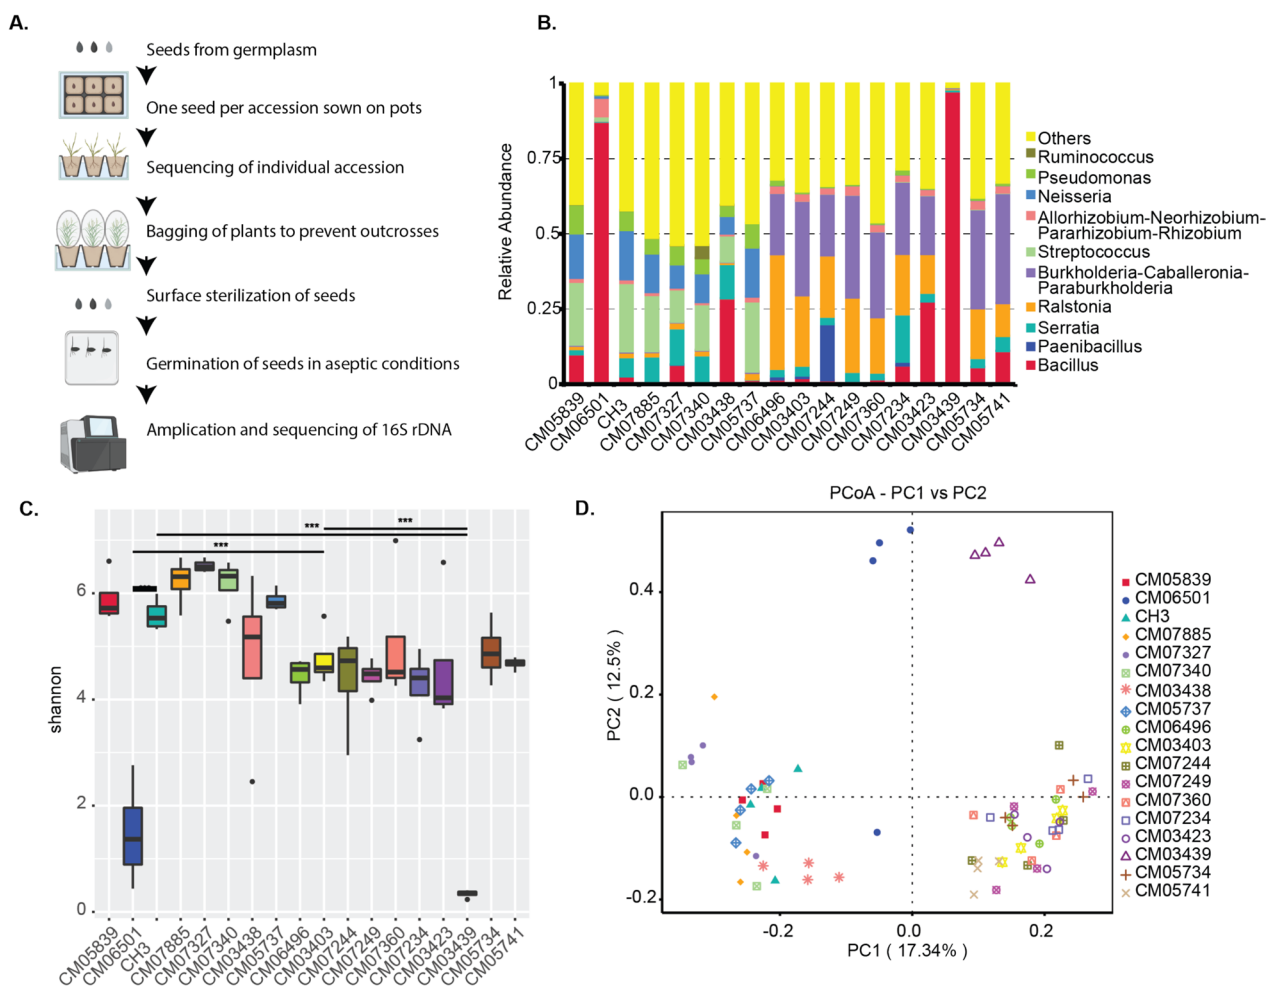 A.
Seeds from germplasm
One seed per accession sown on pots
Sequencing of individual accession
Bagging of plants to prevent outcrosses
Surface sterilization of seeds
Germination of seeds in aseptic conditions
Amplication and sequencing of 16S rDNA
B.
Relative Abundance
1
0.75
0.5
0.25
0
CM05839
CM06501
CH3
CM07885
CM07327
CM07340
CM03438
CM05737
CM06496
CM03403
CM07244
CM07249
CM07360
CM07234
CM03423
CM03439
CM05734
CM05741
Others
Ruminococcus
Pseudomonas
Neisseria
Allorhizobium-Neorhizobium-
Pararhizobium-Rhizobium
Streptococcus
Burkholderia-Caballeronia-
Paraburkholderia
Ralstonia
Serratia
Paenibacillus
Bacillus
C.
shannon
6
4
2
0
***
***
***
CM05839
CM06501
CH3
CM07885
CM07327
CM07340
CM03438
CM05737
CM06496
CM03403
CM07244
CM07249
CM07360
CM07234
CM03423
CM03439
CM05734
CM05741
D.
PCoA - PC1 vs PC2
PC2 ( 12.5% )
0.4
0.2
0.0
-0.2
-0.2
0.0
0.2
PC1 ( 17.34% )
CM05839
CM06501
CH3
CM07885
CM07327
CM07340
CM03438
CM05737
CM06496
CM03403
CM07244
CM07249
CM07360
CM07234
CM03423
CM03439
CM05734
CM05741